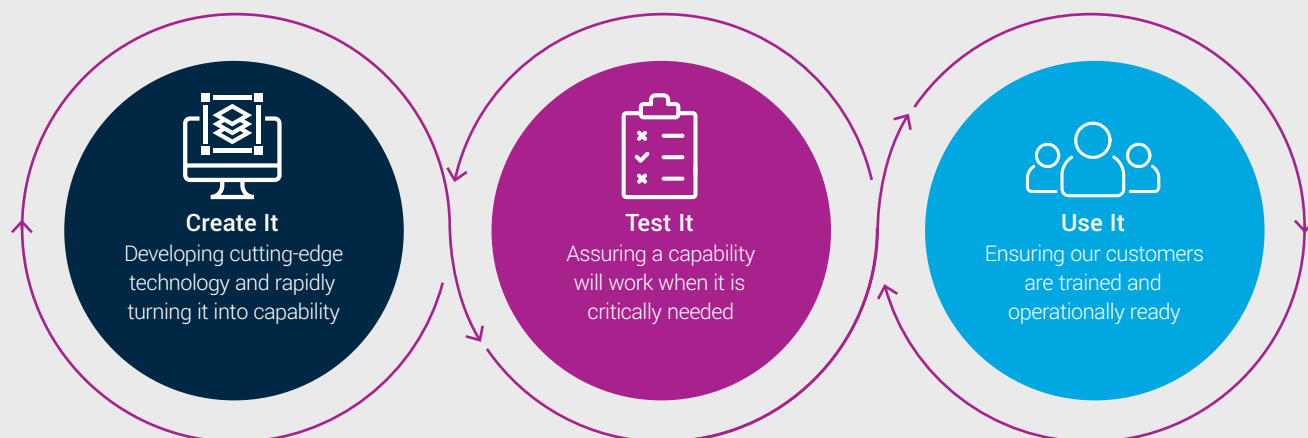 Create It
Developing cutting-edge
technology and rapidly
turning it into capability
Test It
Assuring a capability
will work when it is
critically needed
Use It
Ensuring our customers
are trained and
operationally ready